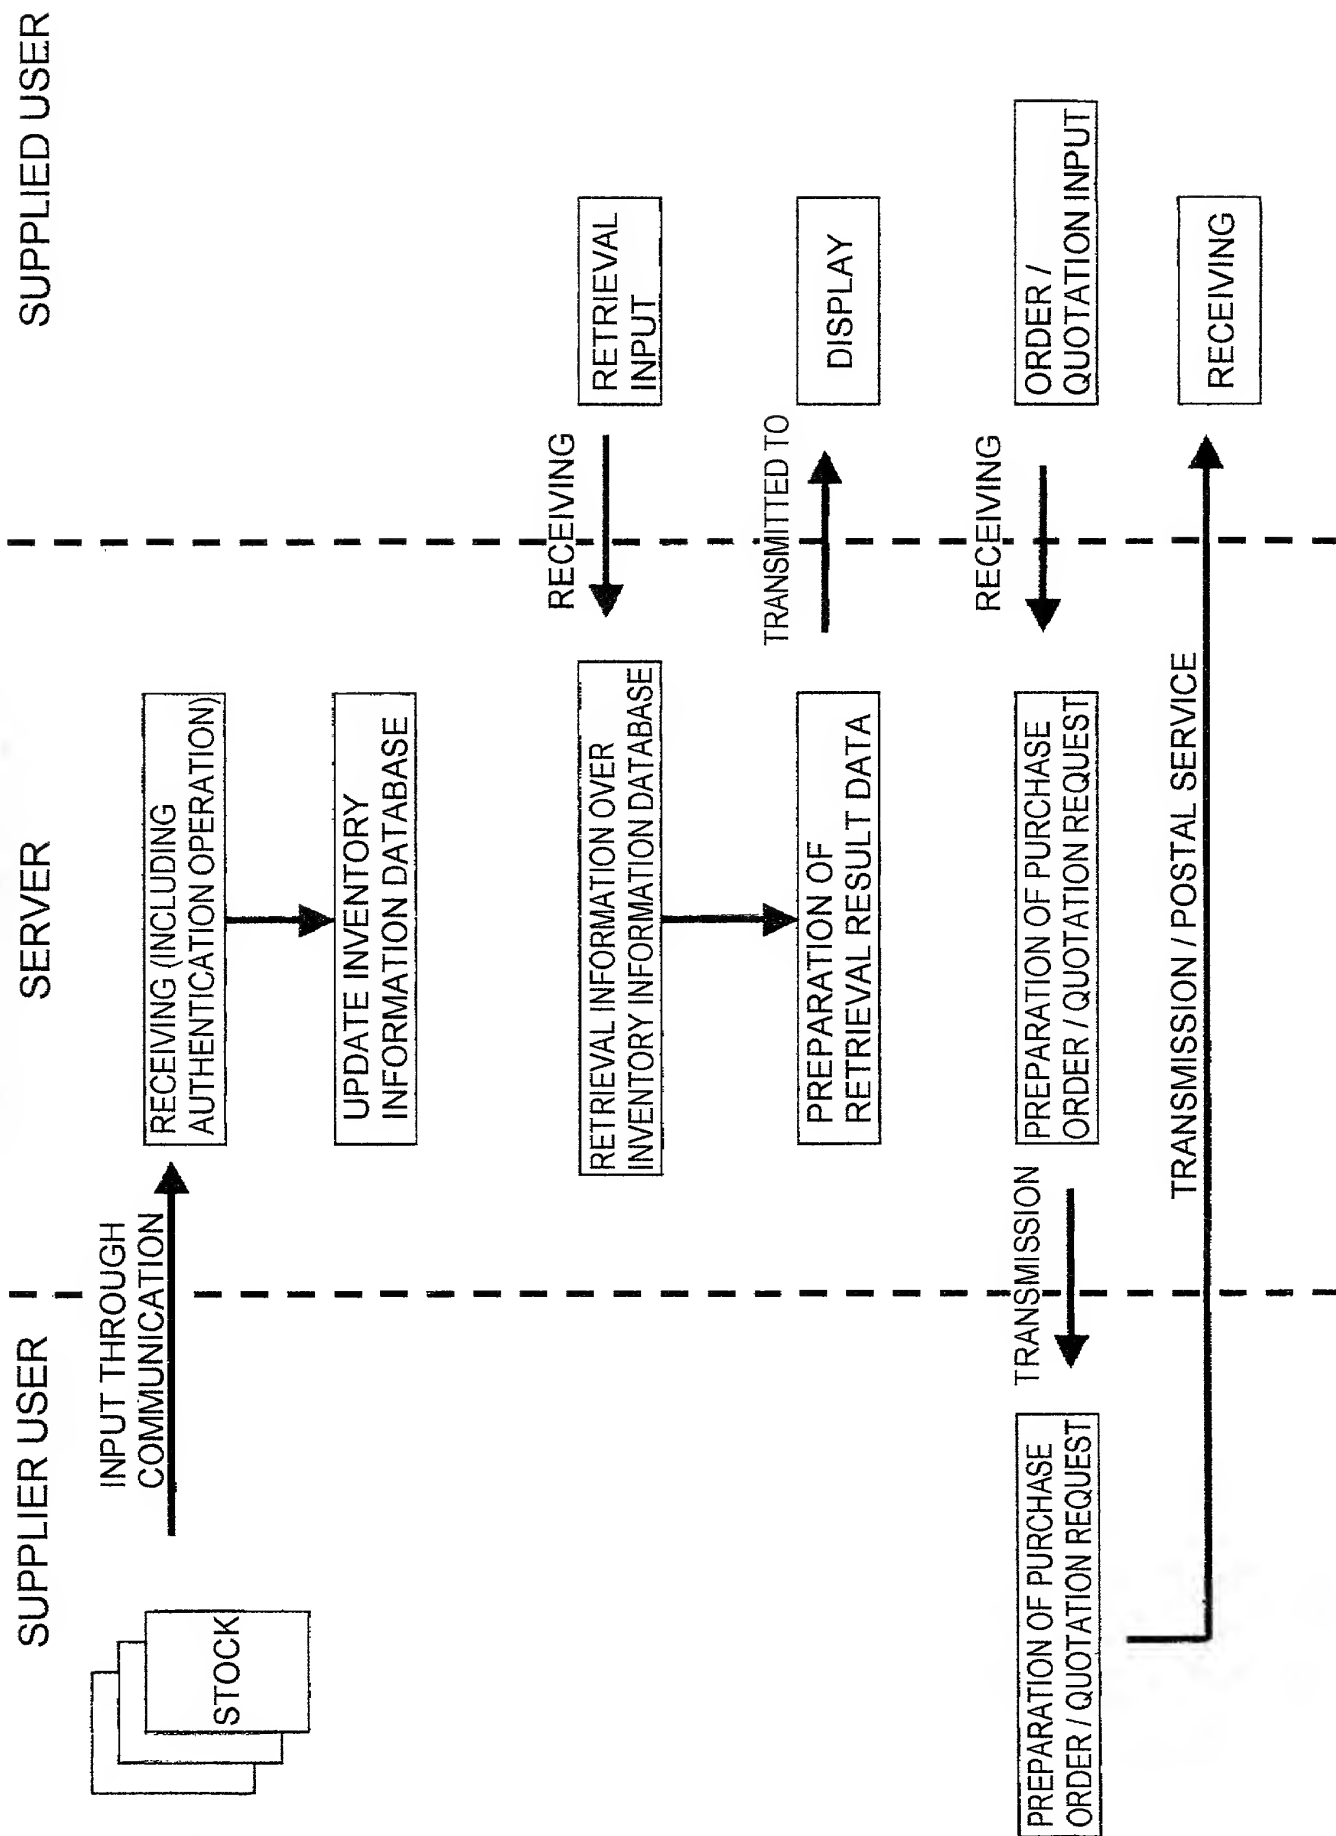 SUPPLIER USER
SERVER
SUPPLIED USER
STOCK
INPUT THROUGH
COMMUNICATION
RECEIVING (INCLUDING
AUTHENTICATION OPERATION)
UPDATE INVENTORY
INFORMATION DATABASE
RETRIEVAL
INPUT
RECEIVING
RETRIEVAL INFORMATION OVER
INVENTORY INFORMATION DATABASE
PREPARATION OF
RETRIEVAL RESULT DATA
TRANSMITTED TO
DISPLAY
ORDER /
QUOTATION INPUT
RECEIVING
PREPARATION OF PURCHASE
ORDER / QUOTATION REQUEST
TRANSMISSION
PREPARATION OF PURCHASE
ORDER / QUOTATION REQUEST
TRANSMISSION / POSTAL SERVICE
RECEIVING